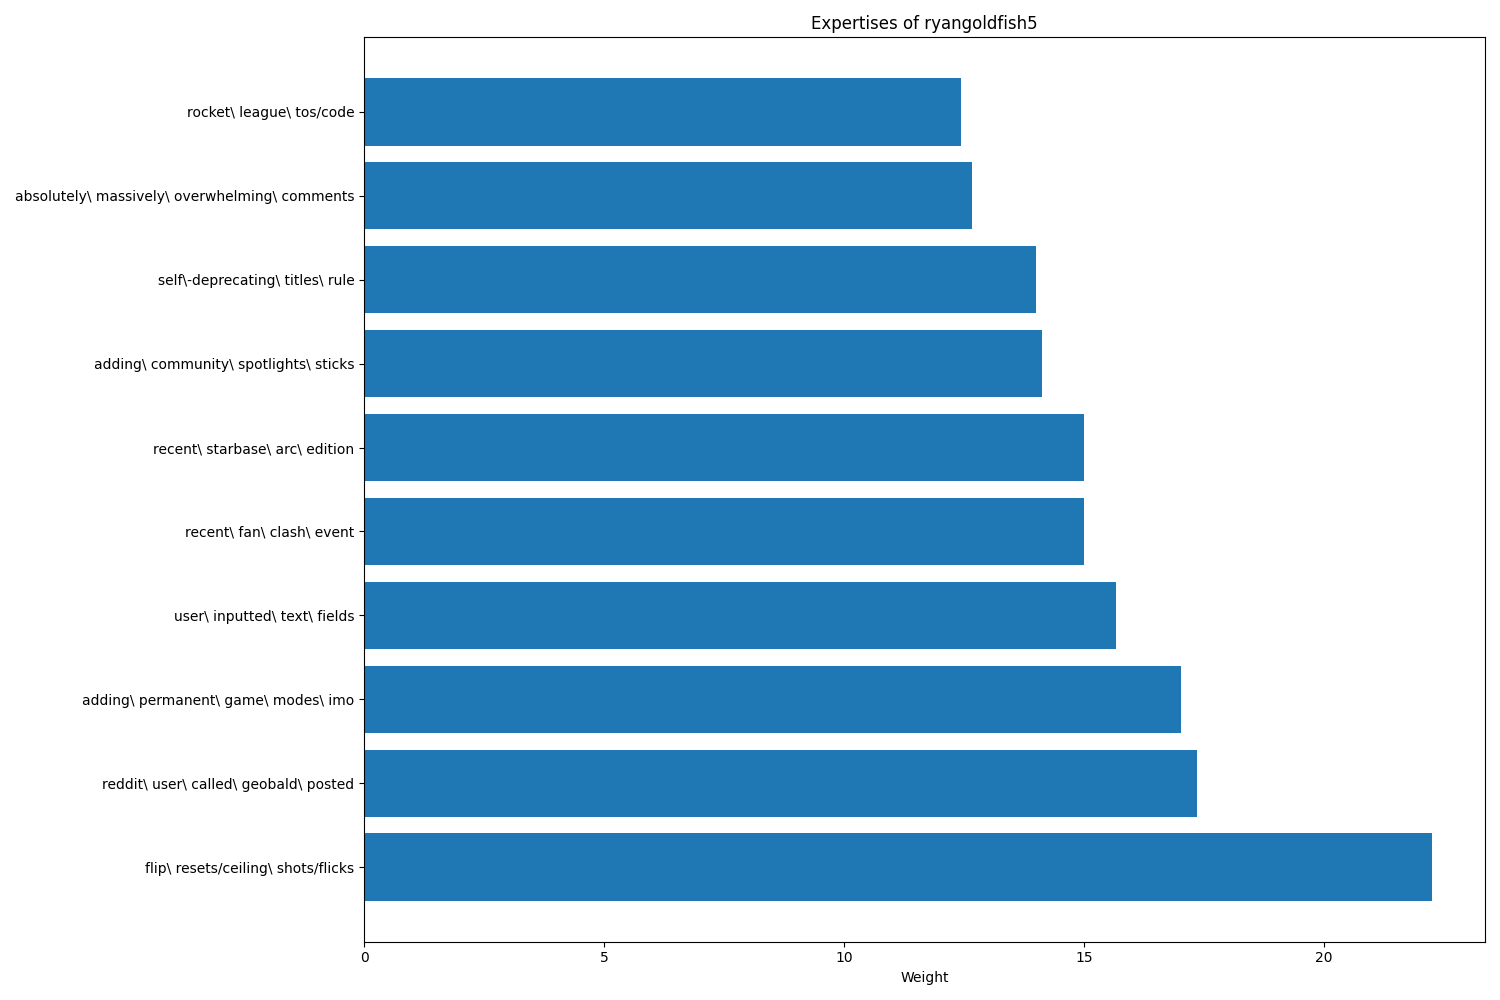 Expertises of ryangoldfish5
rocket\ league\ tos/code
absolutely\ massively\ overwhelming\ comments
self\-deprecating\ titles\ rule
adding\ community\ spotlights\ sticks
recent\ starbase\ arc\ edition
recent\ fan\ clash\ event
user\ inputted\ text\ fields
adding\ permanent\ game\ modes\ imo
reddit\ user\ called\ geobald\ posted
flip\ resets/ceiling\ shots/flicks
0 5 10 15 20
Weight